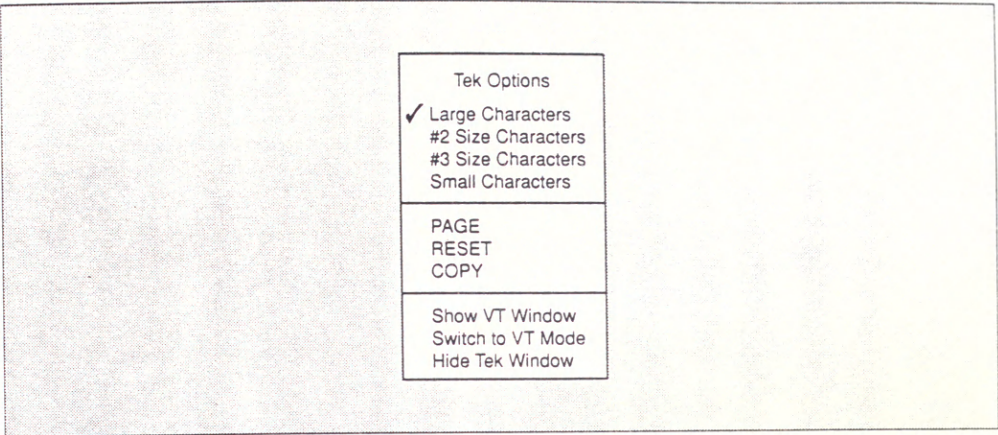 Tek Options
✓ Large Characters
#2 Size Characters
#3 Size Characters
Small Characters
PAGE
RESET
COPY
Show VT Window
Switch to VT Mode
Hide Tek Window